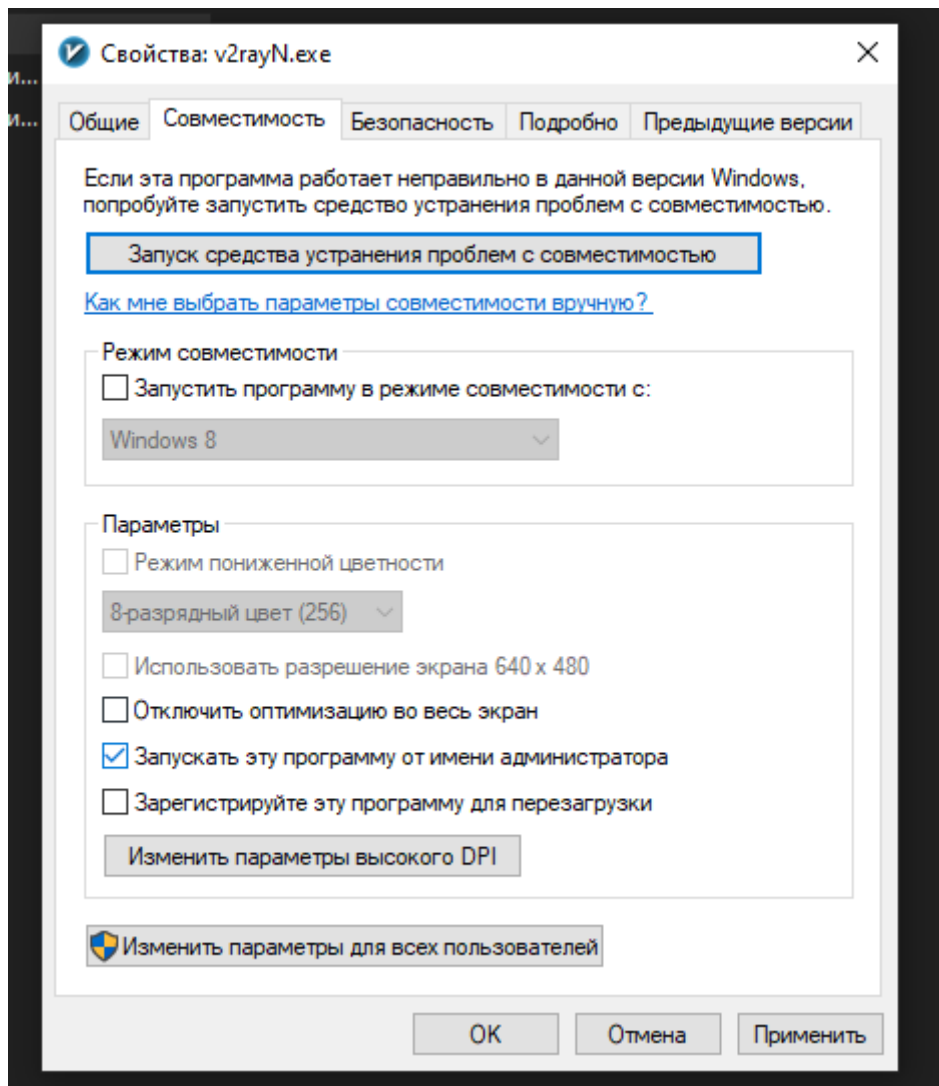 и...
и...
Свойства: v2rayN.exe
Общие
Совместимость
Безопасность
Подробно
Предыдущие версии
Если эта программа работает неправильно в данной версии Windows,
попробуйте запустить средство устранения проблем с совместимостью.
Запуск средства устранения проблем с совместимостью
Как мне выбрать параметры совместимости вручную?
Режим совместимости
Запустить программу в режиме совместимости с:
Windows 8
Параметры
Режим пониженной цветности
8-разрядный цвет (256)
Использовать разрешение экрана 640 x 480
Отключить оптимизацию во весь экран
Запускать эту программу от имени администратора
Зарегистрируйте эту программу для перезагрузки
Изменить параметры высокого DPI
Изменить параметры для всех пользователей
OK
Отмена
Применить